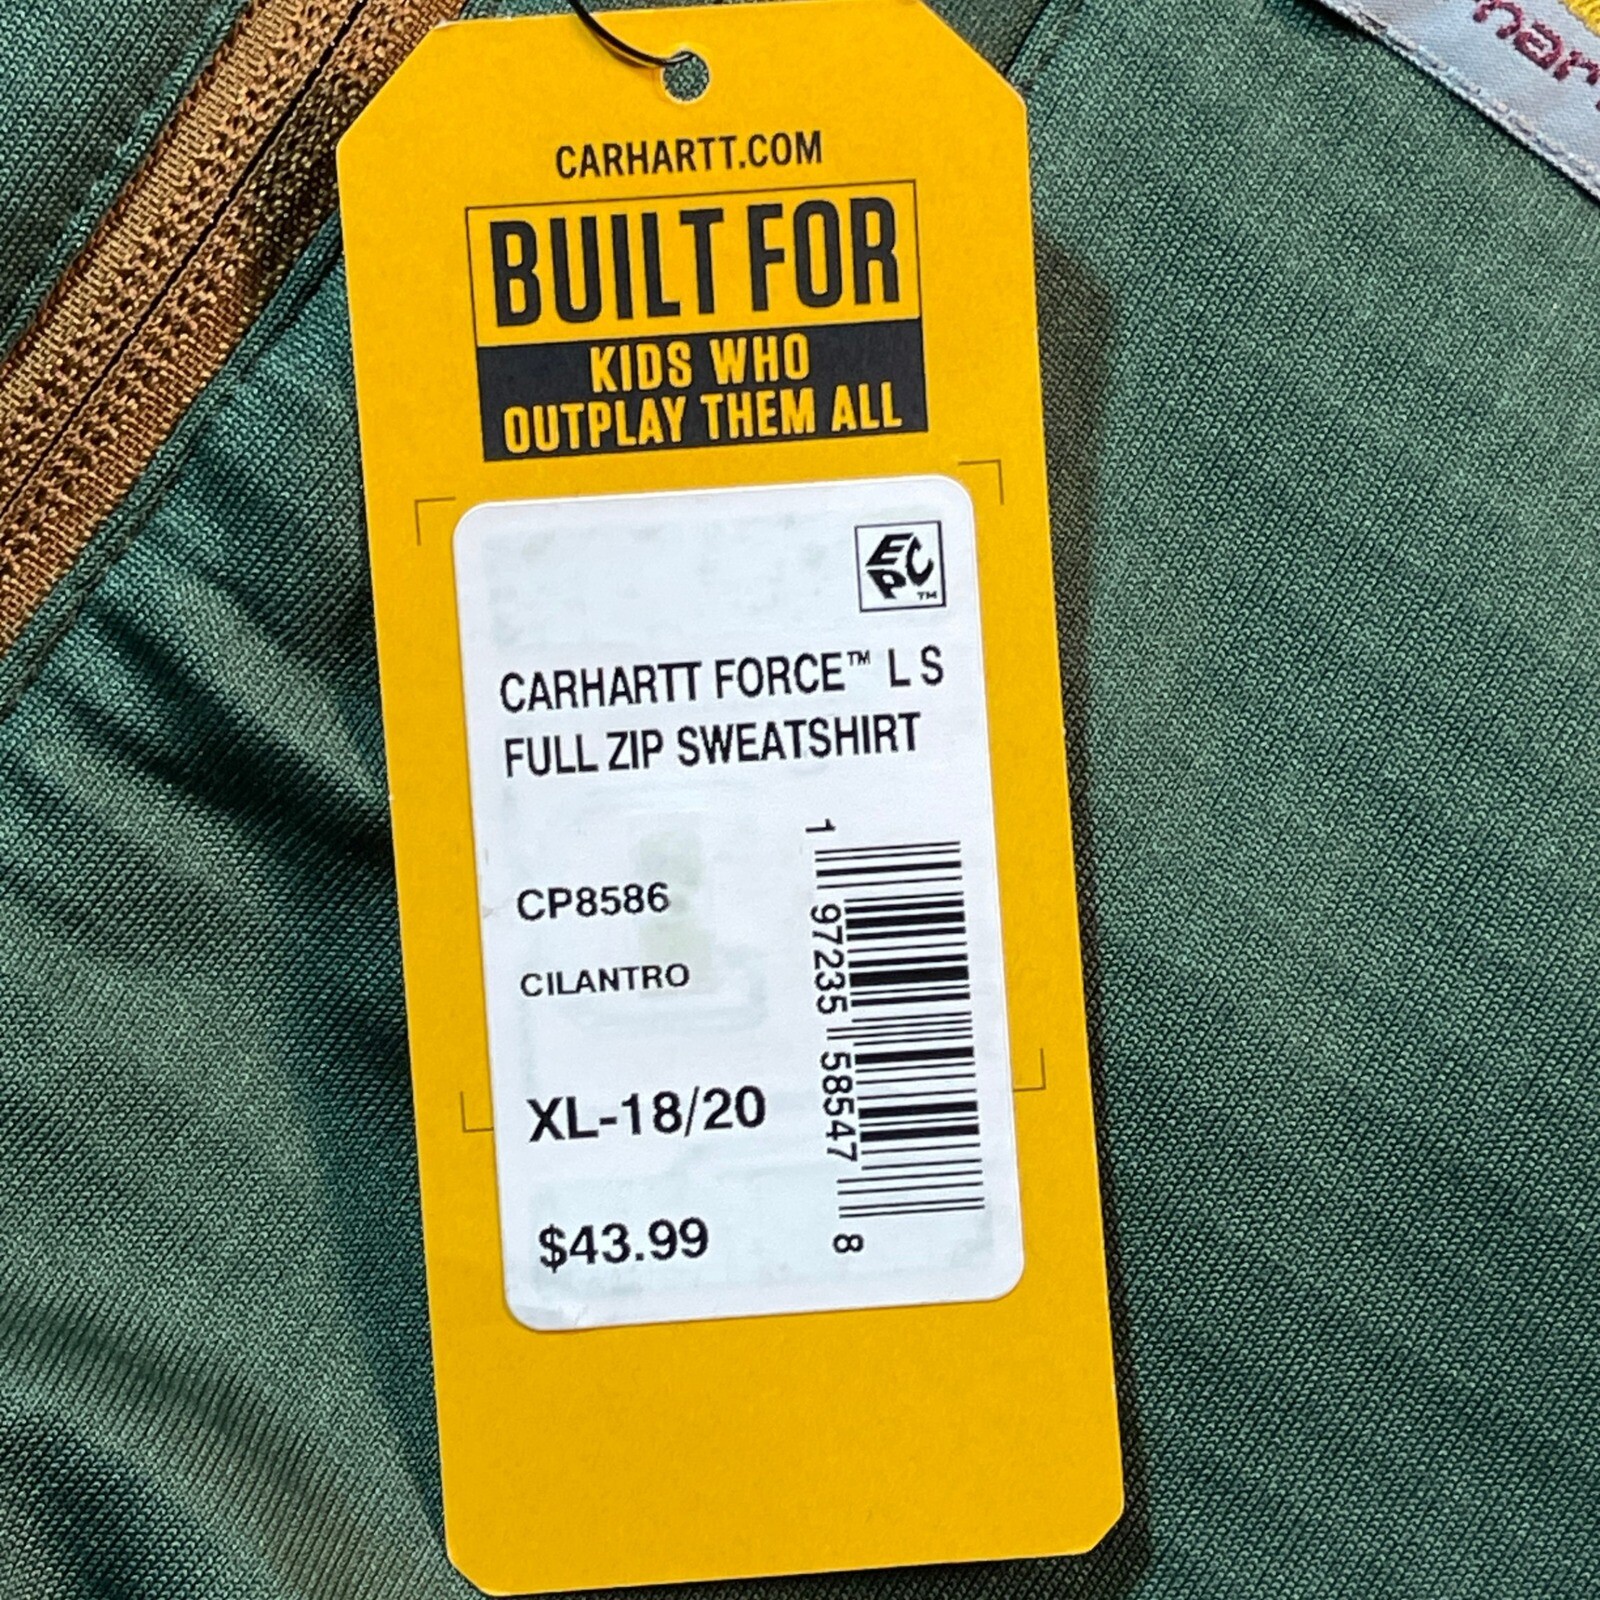 CARHARTT.COM
BUILT FOR
KIDS WHO
OUTPLAY THEM ALL
EPC™
CARHARTT FORCE™ L S
FULL ZIP SWEATSHIRT
CP8586
CILANTRO
XL-18/20
$43.99
1 97235 58547 8